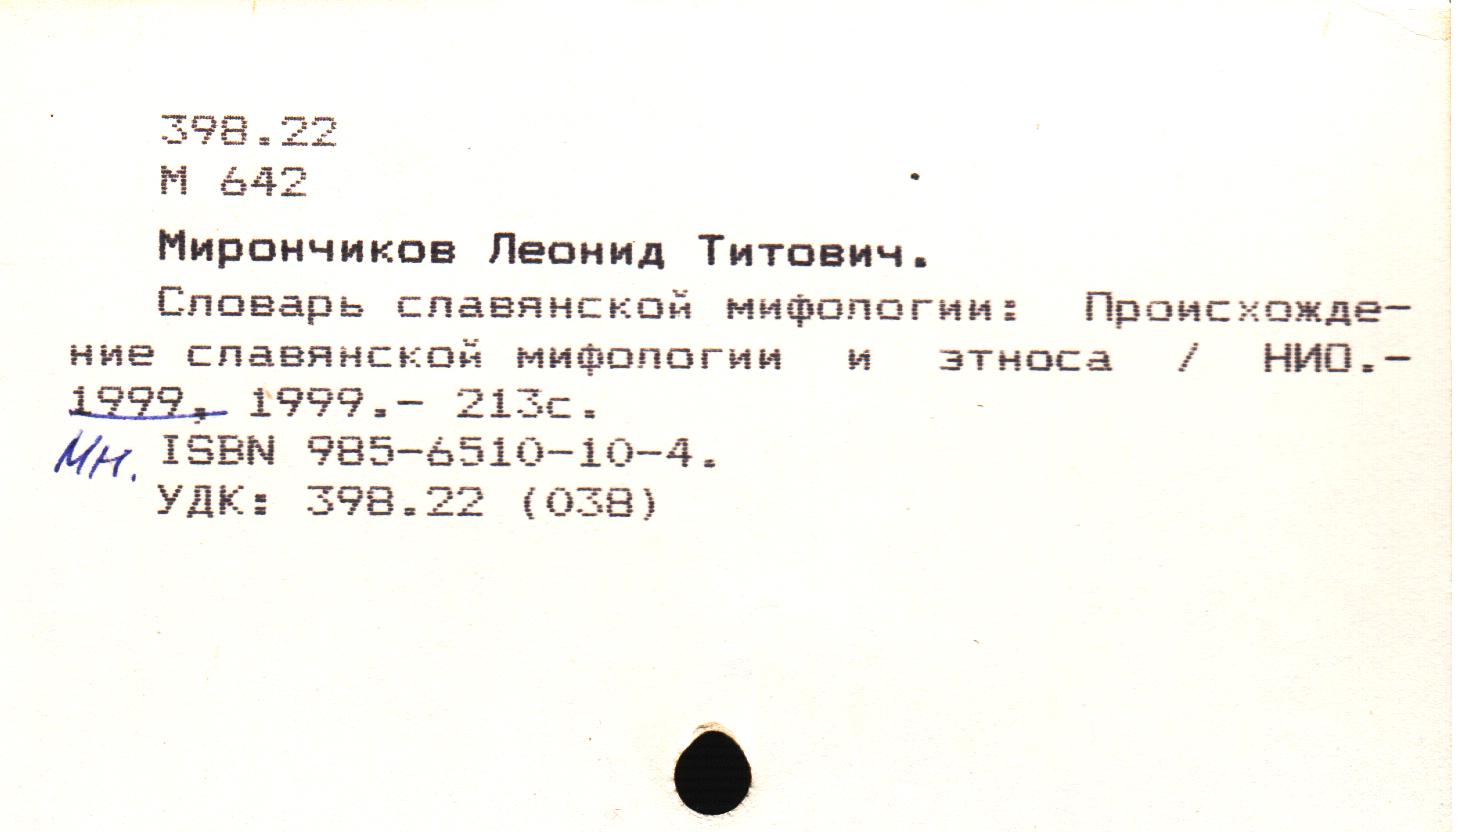 398.22
М 642
Мирончиков Леонид Титович.
Словарь славянской мифологии: Происхожде-
ние славянской мифологии и этноса / НИО.-
1999, 1999.- 213с.
Мн. ISBN 985-6510-10-4.
УДК: 398.22 (038)